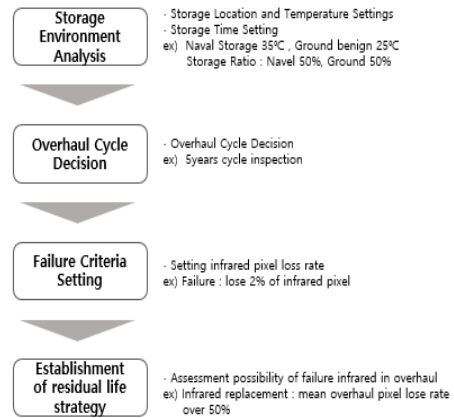 Storage
Environment
Analysis
· Storage Location and Temperature Settings
· Storage Time Setting
ex) Naval Storage 35℃ , Ground benign 25℃
Storage Ratio : Navel 50%, Ground 50%
Overhaul Cycle
Decision
· Overhaul Cycle Decision
ex) 5years cycle inspection
Failure Criteria
Setting
· Setting infrared pixel loss rate
ex) Failure : lose 2% of infrared pixel
Establishment
of residual life
strategy
· Assessment possibility of failure infrared in overhaul
ex) Infrared replacement : mean overhaul pixel lose rate
over 50%